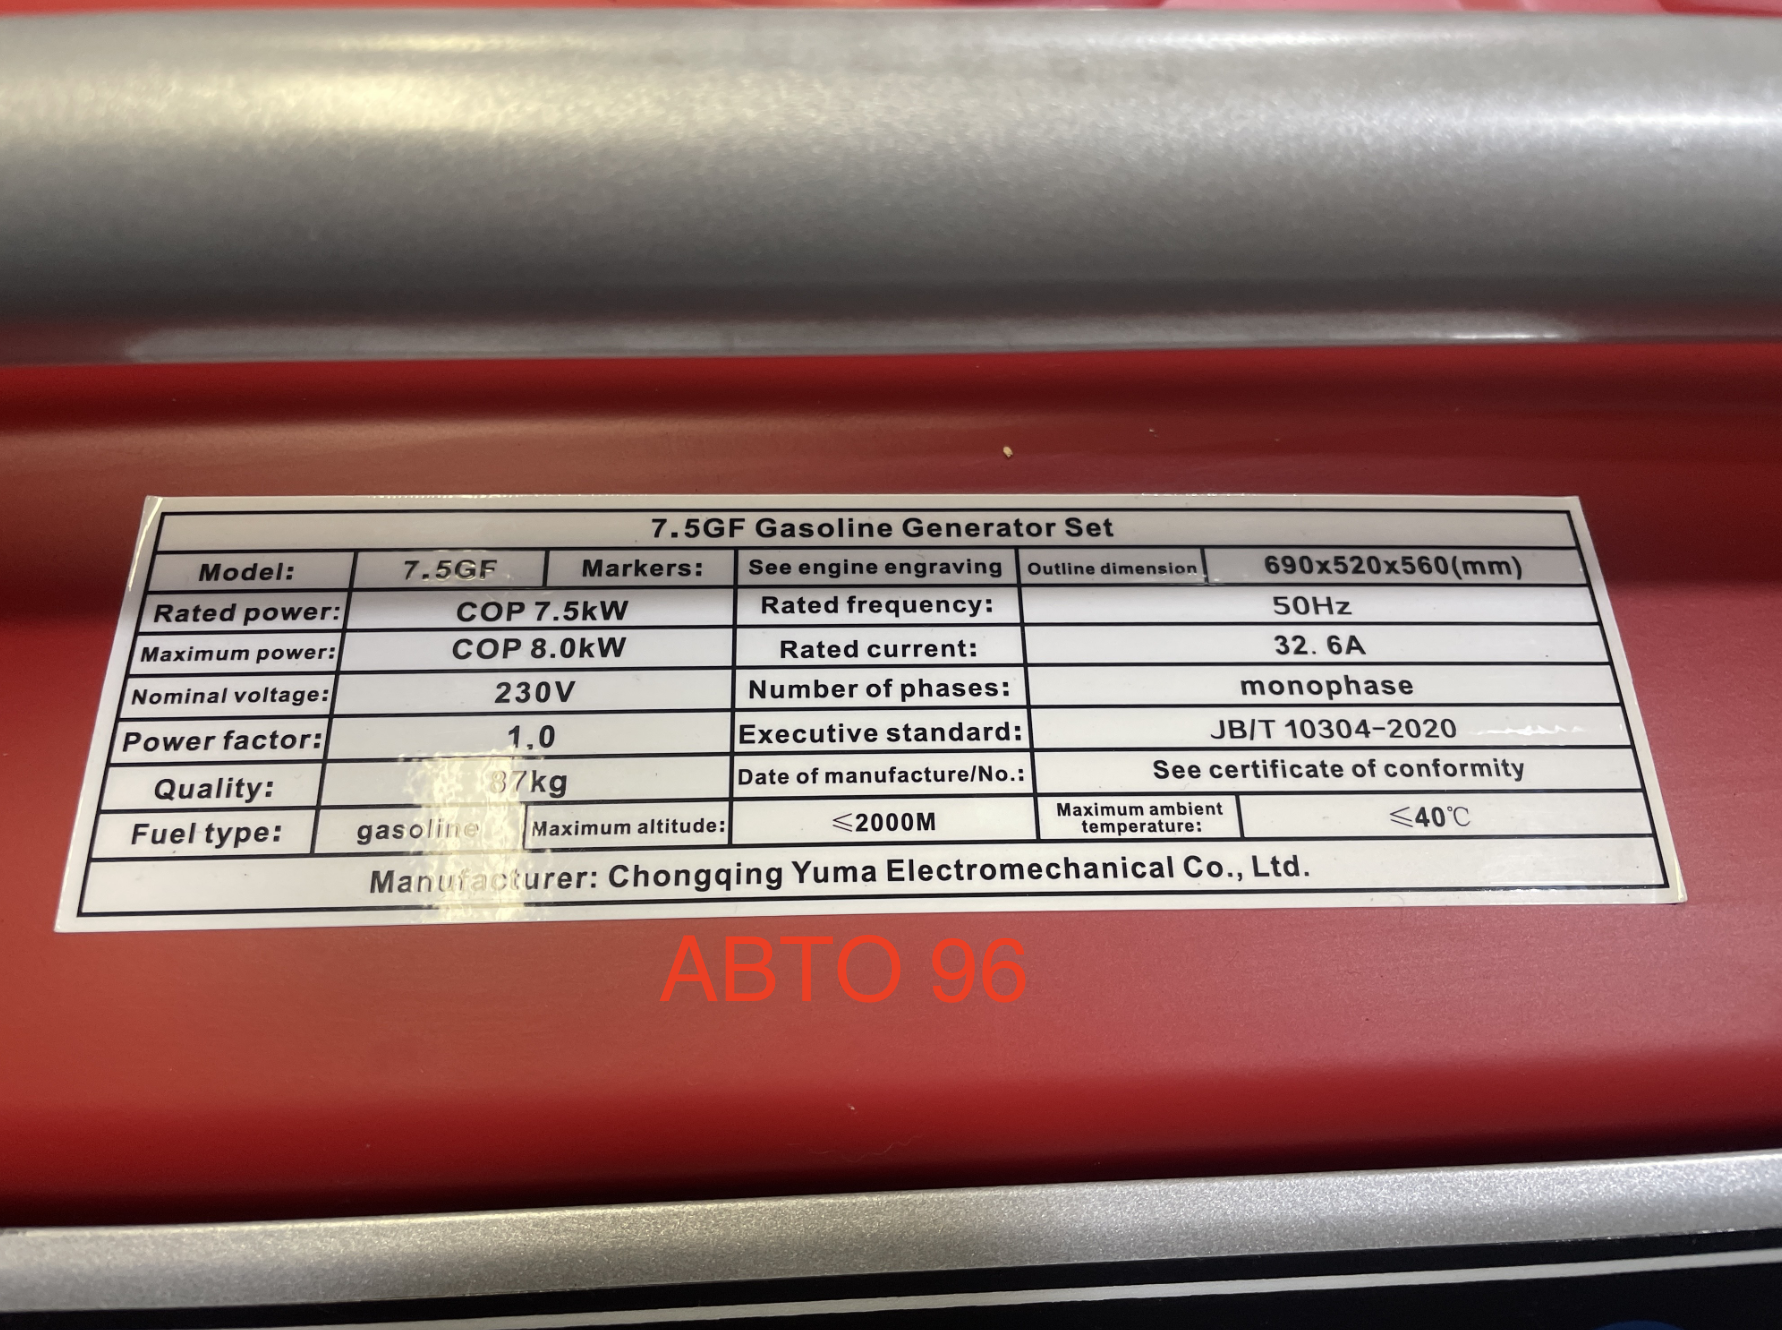 7.5GF Gasoline Generator Set
Model: 7.5GF Markers: See engine engraving Outline dimension 690x520x560(mm)
Rated power: COP 7.5kW Rated frequency: 50Hz
Maximum power: COP 8.0kW Rated current: 32. 6A
Nominal voltage: 230V Number of phases: monophase
Power factor: 1.0 Executive standard: JB/T 10304-2020
Quality: 87kg Date of manufacture/No.: See certificate of conformity
Fuel type: gasoline Maximum altitude: ≤2000M Maximum ambient temperature: ≤40℃
Manufacturer: Chongqing Yuma Electromechanical Co., Ltd.
АВТО 96